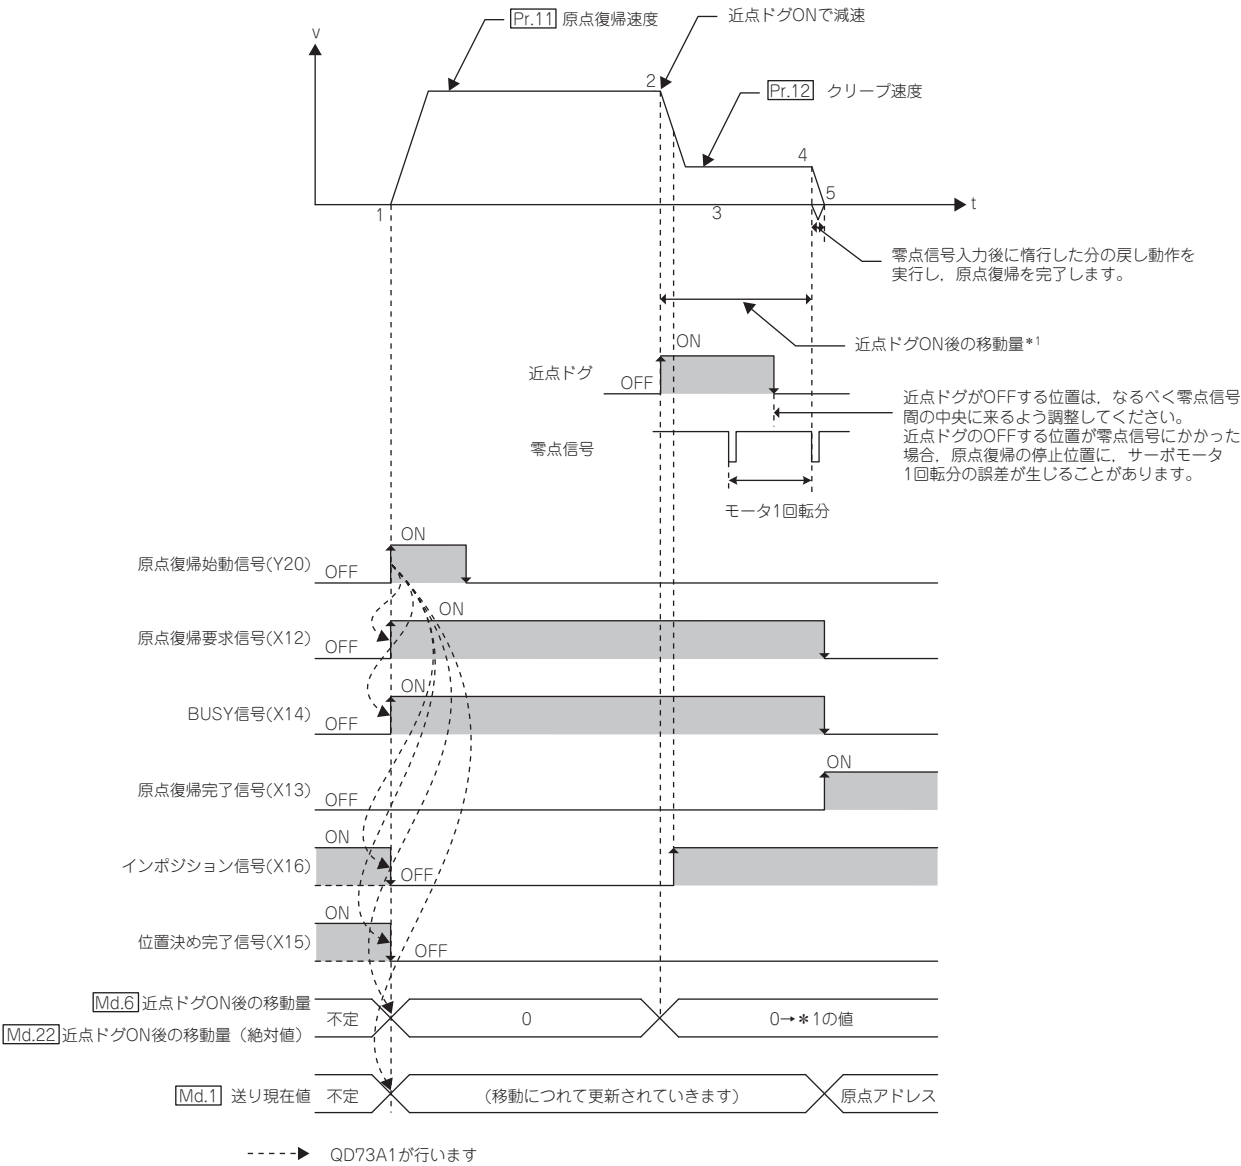 v
Pr.11 原点復帰速度
近点ドグONで減速
2
Pr.12 クリープ速度
4
5
1
3
t
零点信号入力後に惰行した分の戻し動作を
実行し，原点復帰を完了します。
近点ドグON後の移動量*1
ON
近点ドグ
OFF
近点ドグがOFFする位置は，なるべく零点信号
間の中央に来るよう調整してください。
近点ドグのOFFする位置が零点信号にかかった
場合，原点復帰の停止位置に，サーボモータ
1回転分の誤差が生じることがあります。
零点信号
モータ1回転分
ON
原点復帰始動信号(Y20)
OFF
ON
原点復帰要求信号(X12)
OFF
ON
BUSY信号(X14)
OFF
ON
原点復帰完了信号(X13)
OFF
ON
インポジション信号(X16)
OFF
ON
位置決め完了信号(X15)
OFF
Md.6 近点ドグON後の移動量
Md.22 近点ドグON後の移動量（絶対値）
不定
0
0→＊1の値
Md.1 送り現在値
不定
（移動につれて更新されていきます）
原点アドレス
QD73A1が行います